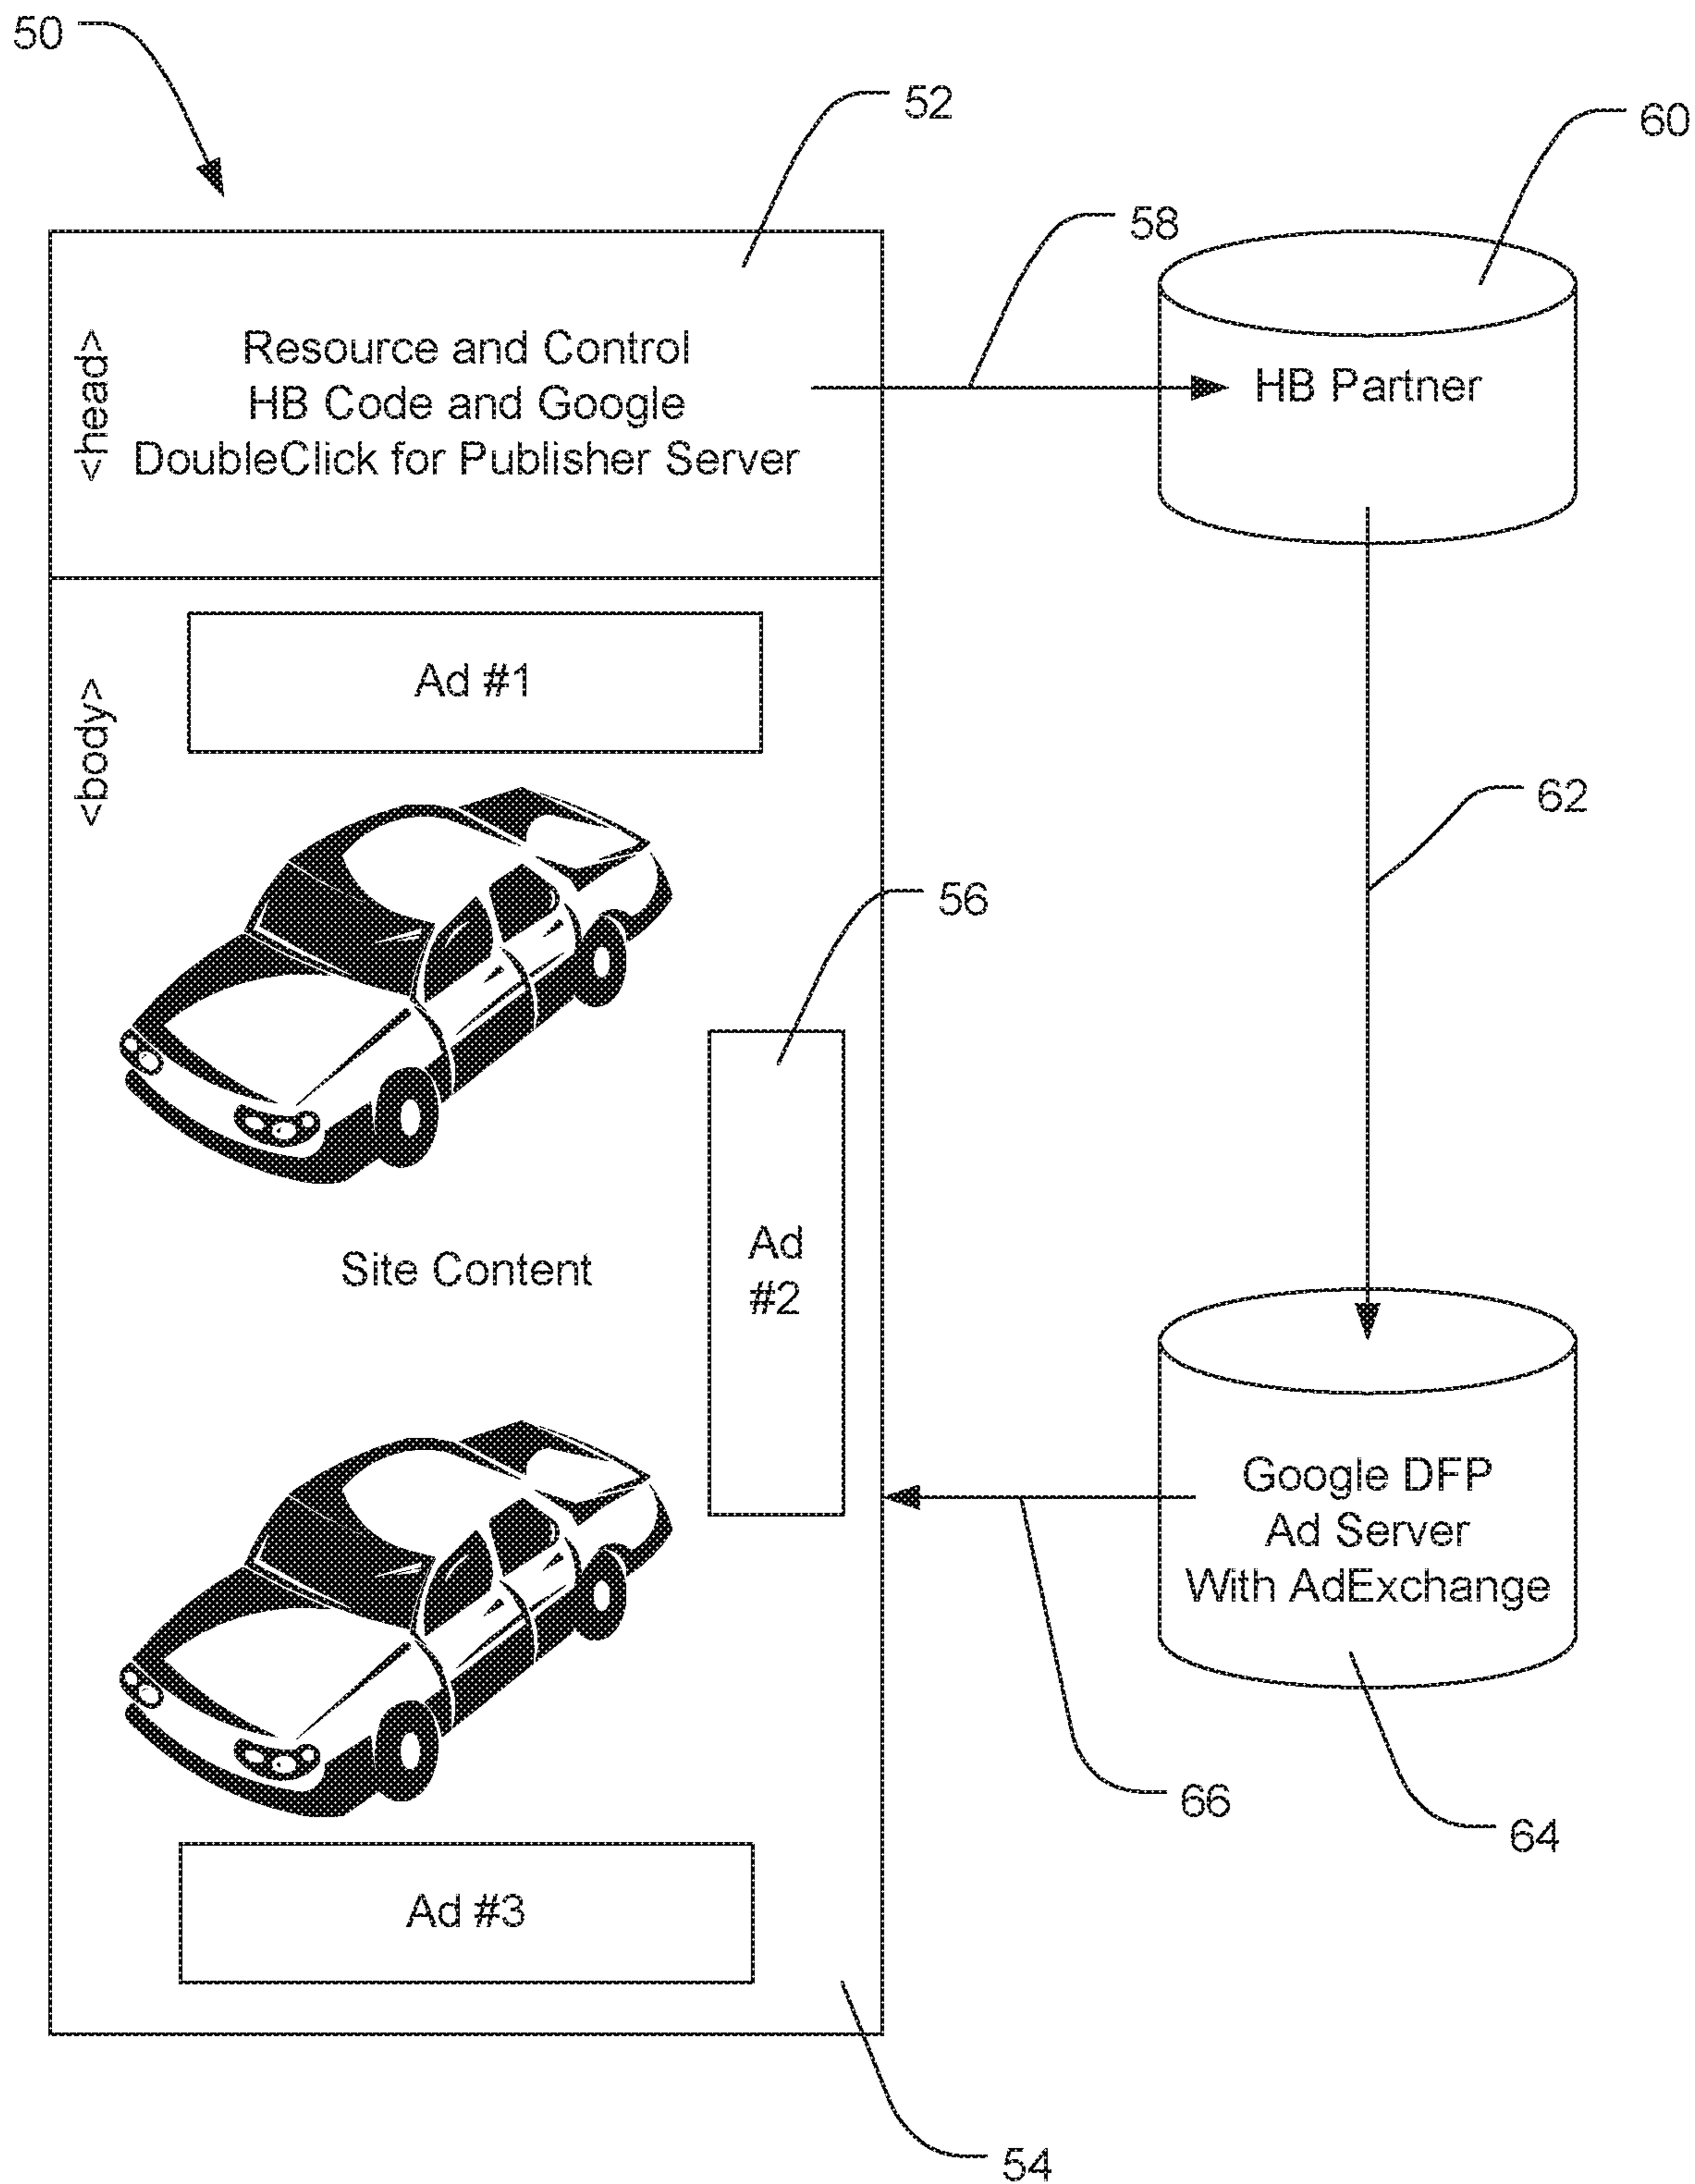 50
52
60
58
<head>
Resource and Control
HB Code and Google
DoubleClick for Publisher Server
HB Partner
<body>
Ad #1
62
56
Site Content
Ad
#2
Google DFP
Ad Server
With AdExchange
66
64
Ad #3
54